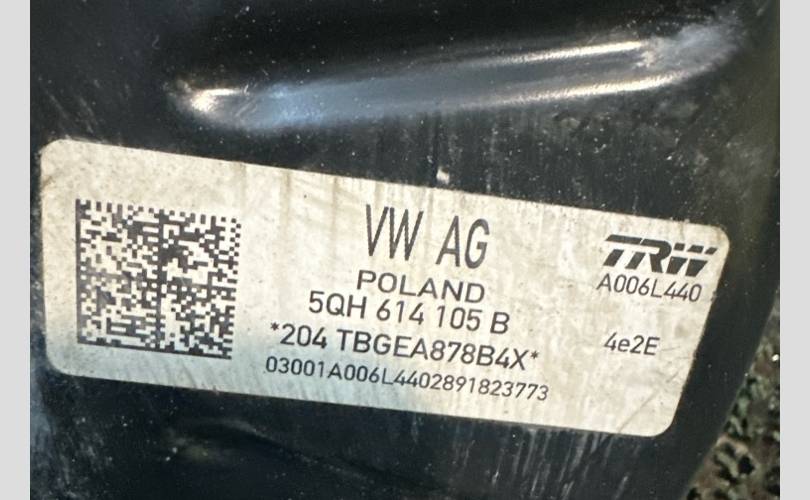 VW AG
POLAND
5QH 614 105 B
*204 TBGEA878B4X*
03001A006L4402891823773
TRW
A006L440
4e2E